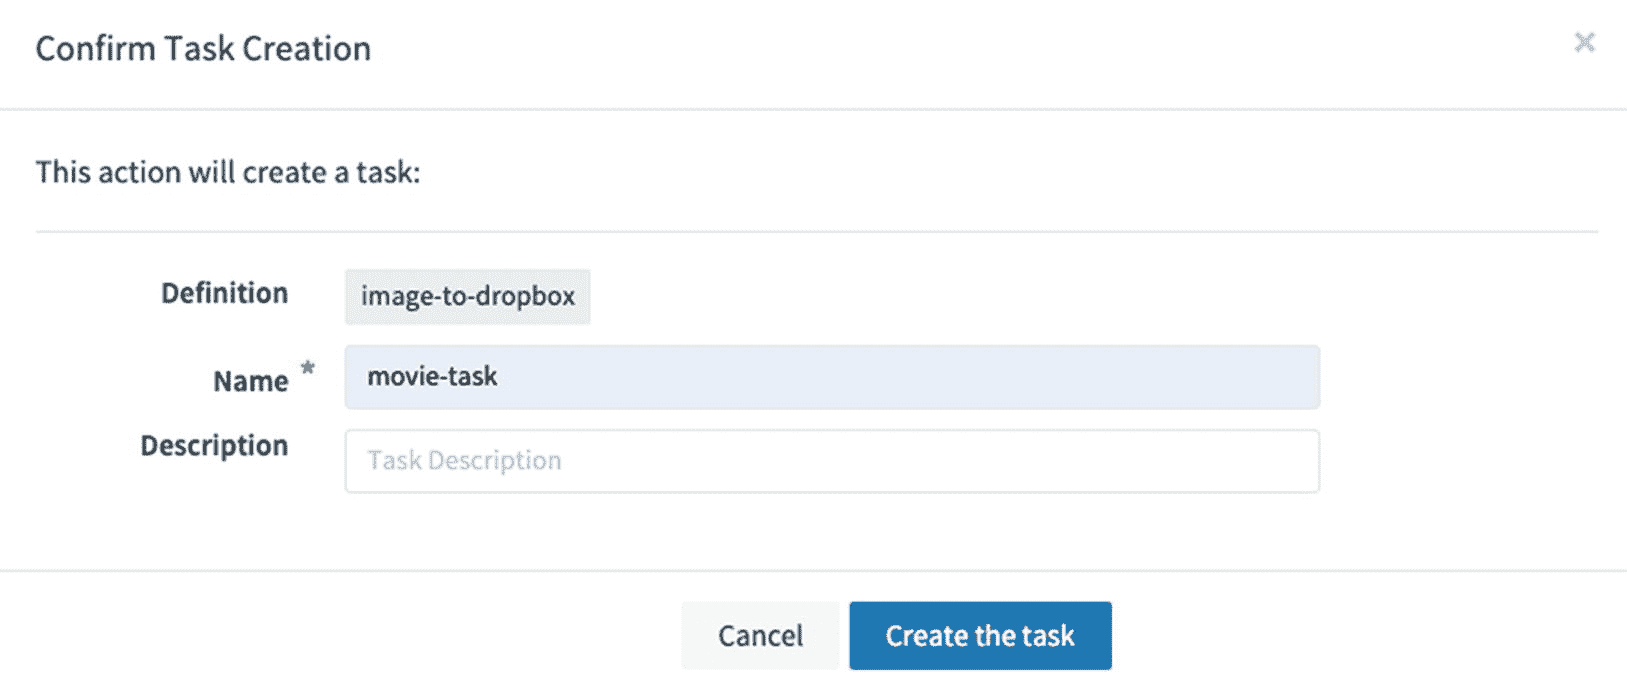 Confirm Task Creation
This action will create a task:
Definition image-to-dropbox
Name * movie-task
Description Task Description
Cancel Create the task